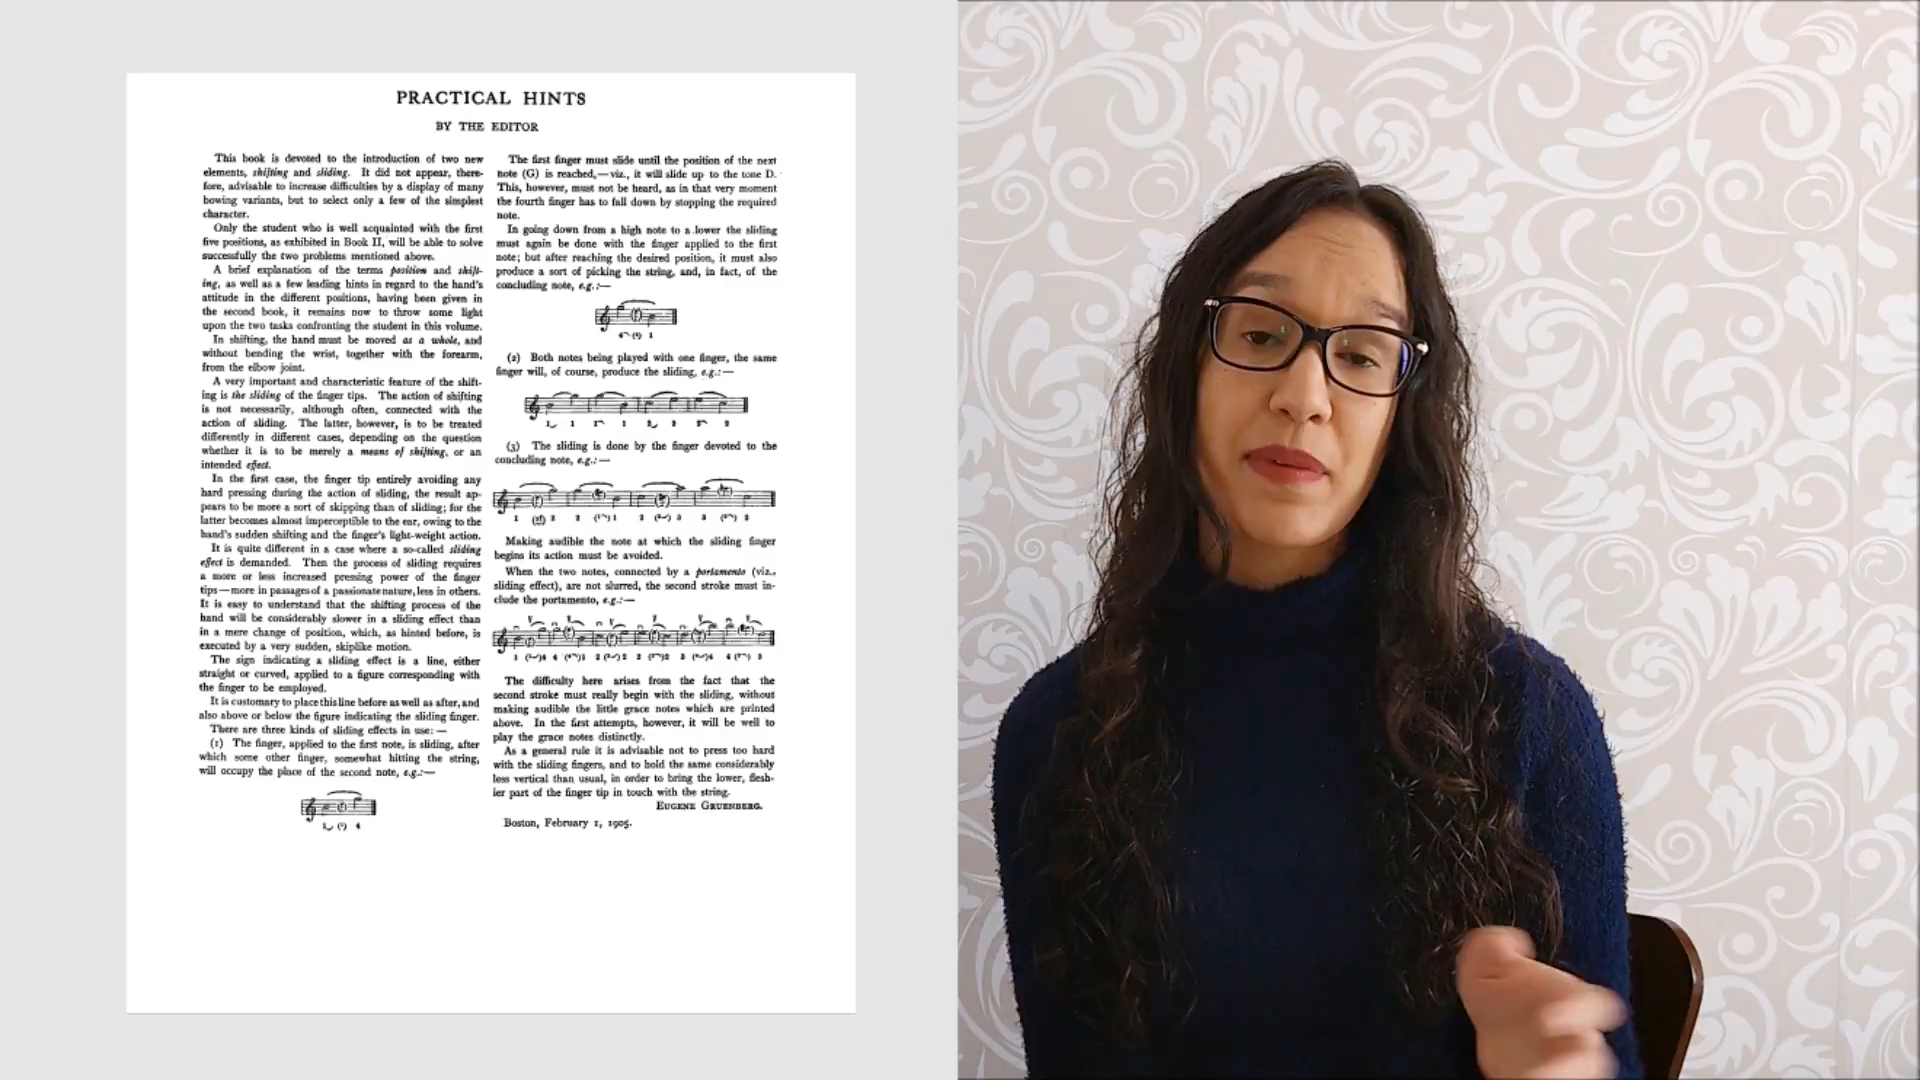 PRACTICAL HINTS
BY THE EDITOR
This book is devoted to the introduction of two new
elements, shifting and sliding. It did not appear, there-
fore, advisable to increase difficulties by a display of many
bowing variants, but to select only a few of the simplest
character.
Only the student who is well acquainted with the first
five positions, as exhibited in Book II, will be able to solve
successfully the two problems mentioned above.
A brief explanation of the terms position and shift-
ing, as well as a few leading hints in regard to the hand's
attitude in the different positions, having been given in
the second book, it remains now to throw some light
upon the two tasks confronting the student in this volume.
In shifting, the hand must be moved as a whole, and
without bending the wrist, together with the forearm,
from the elbow joint.
A very important and characteristic feature of the shift-
ing is the sliding of the finger tips. The action of shifting
is not necessarily, although often, connected with the
action of sliding. The latter, however, is to be treated
differently in different cases, depending on the question
whether it is to be merely a means of shifting, or an
intended effect.
In the first case, the finger tip entirely avoiding any
hard pressing during the action of sliding, the result ap-
pears to be more a sort of skipping than of sliding; for the
latter becomes almost imperceptible to the ear, owing to the
hand's sudden shifting and the finger's light-weight action.
It is quite different in a case where a so-called sliding
effect is demanded. Then the process of sliding requires
a more or less increased pressing power of the finger
tips—more in passages of a passionate nature, less in others.
It is easy to understand that the shifting process of the
hand will be considerably slower in a sliding effect than
in a mere change of position, which, as hinted before, is
executed by a very sudden, skiplike motion.
The sign indicating a sliding effect is a line, either
straight or curved, applied to a figure corresponding with
the finger to be employed.
It is customary to place this line before as well as after, and
also above or below the figure indicating the sliding finger.
There are three kinds of sliding effects in use:—
(1) The finger, applied to the first note, is sliding, after
which some other finger, somewhat hitting the string,
will occupy the place of the second note, e.g.:—
The first finger must slide until the position of the next
note (G) is reached,—viz., it will slide up to the tone D.
This, however, must not be heard, as in that very moment
the fourth finger has to fall down by stopping the required
note.
In going down from a high note to a lower the sliding
must again be done with the finger applied to the first
note; but after reaching the desired position, it must also
produce a sort of picking the string, and, in fact, of the
concluding note, e.g.:—
(2) Both notes being played with one finger, the same
finger will, of course, produce the sliding, e.g.:—
(3) The sliding is done by the finger devoted to the
concluding note, e.g.:—
Making audible the note at which the sliding finger
begins its action must be avoided.
When the two notes, connected by a portamento (viz.,
sliding effect), are not slurred, the second stroke must in-
clude the portamento, e.g.:—
The difficulty here arises from the fact that the
second stroke must really begin with the sliding, without
making audible the little grace notes which are printed
above. In the first attempts, however, it will be well to
play the grace notes distinctly.
As a general rule it is advisable not to press too hard
with the sliding fingers, and to hold the same considerably
less vertical than usual, in order to bring the lower, flesh-
ier part of the finger tip in touch with the string.
EUGENE GRUENBERG.
Boston, February 1, 1905.